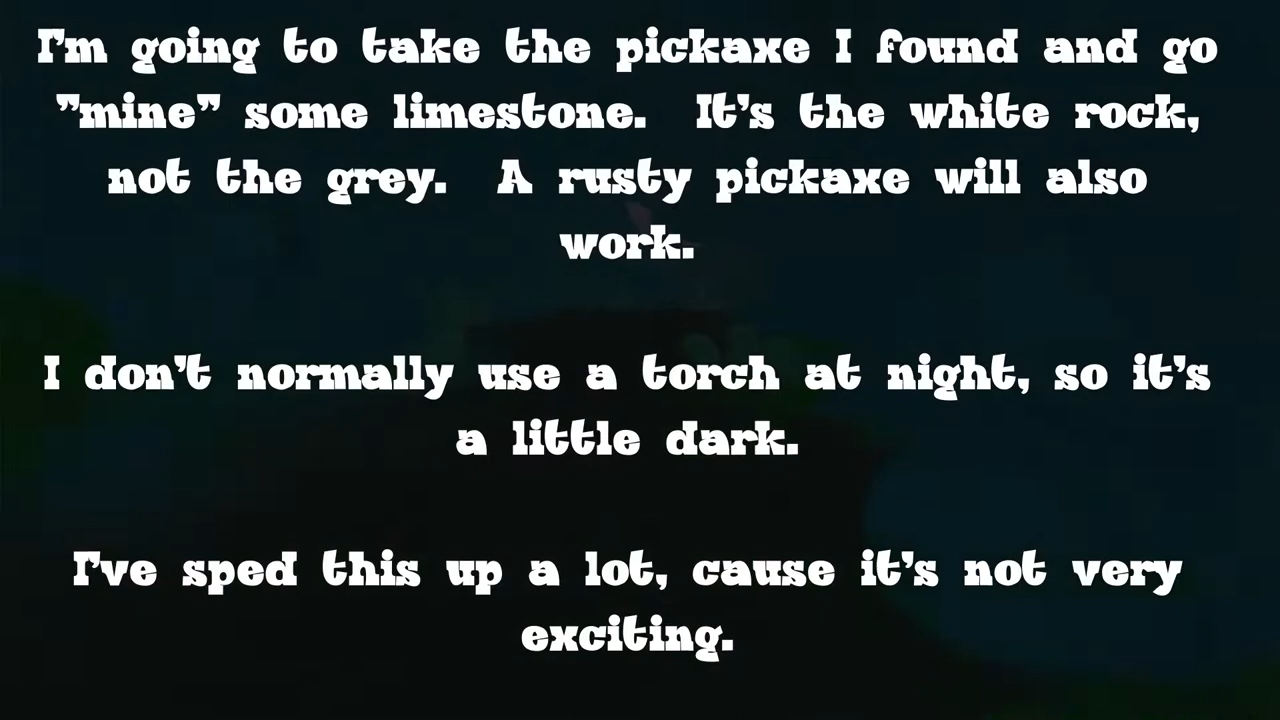 I'm going to take the pickaxe I found and go
"mine" some limestone. It's the white rock,
not the grey. A rusty pickaxe will also
work.
I don't normally use a torch at night, so it's
a little dark.
I've sped this up a lot, cause it's not very
exciting.